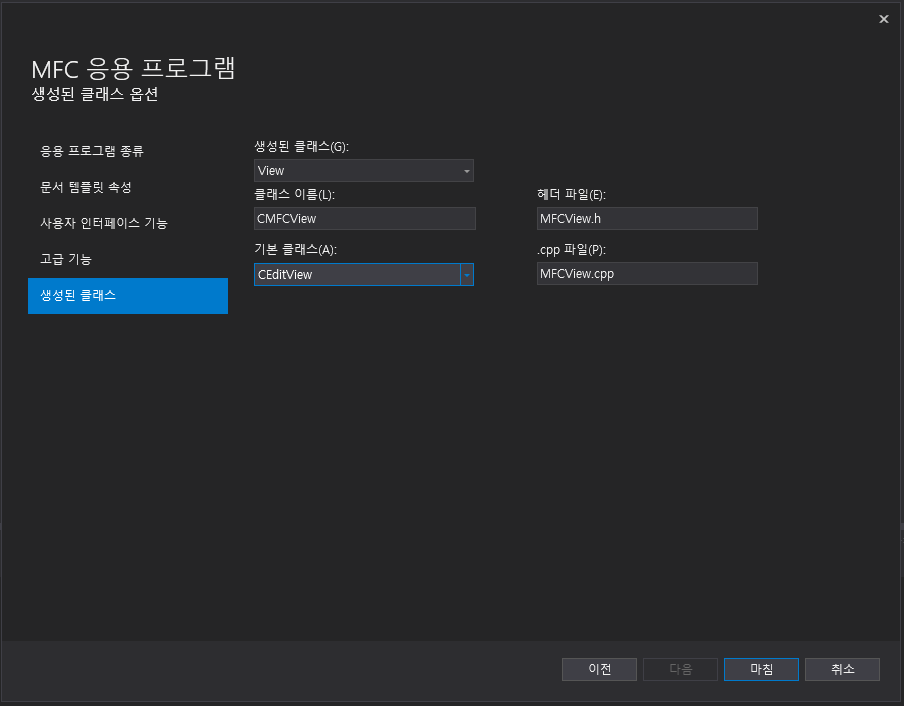 MFC 응용 프로그램
생성된 클래스 옵션
응용 프로그램 종류
문서 템플릿 속성
사용자 인터페이스 기능
고급 기능
생성된 클래스
생성된 클래스(G):
View
클래스 이름(L):
CMFCView
헤더 파일(E):
MFCView.h
기본 클래스(A):
CEditView
.cpp 파일(P):
MFCView.cpp
이전
다음
마침
취소